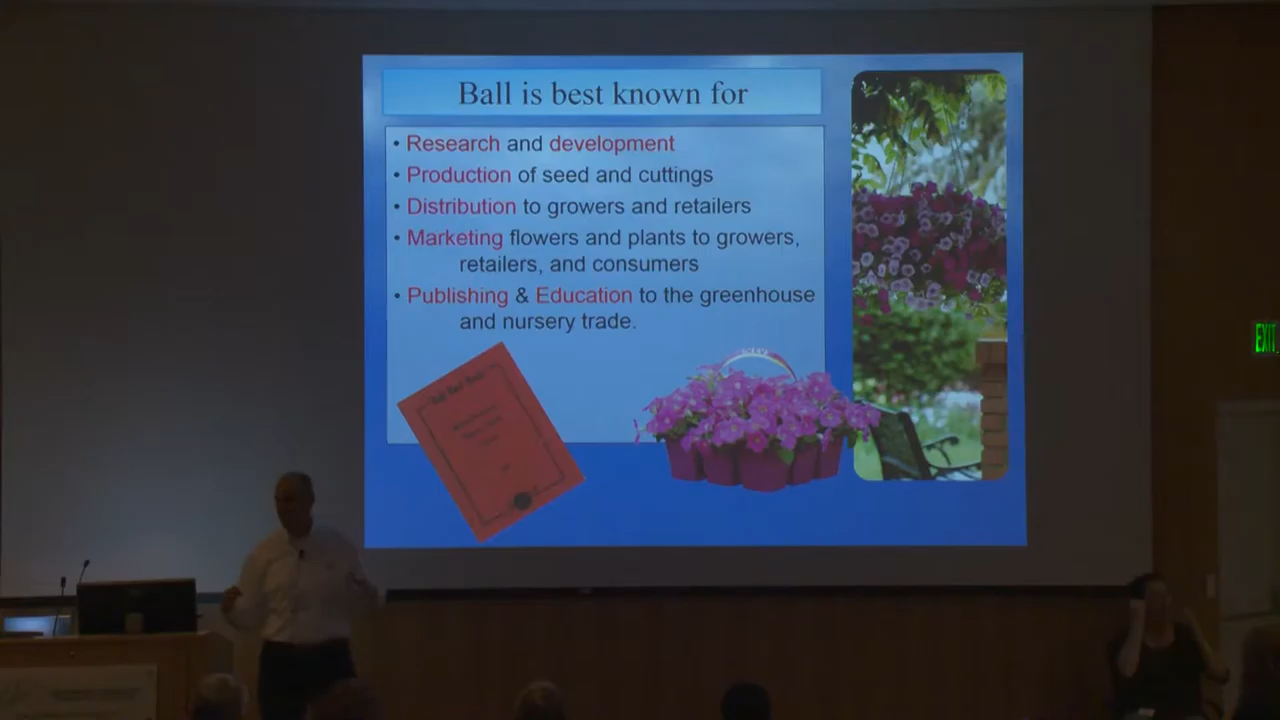 Ball is best known for
• Research and development
• Production of seed and cuttings
• Distribution to growers and retailers
• Marketing flowers and plants to growers,
retailers, and consumers
• Publishing & Education to the greenhouse
and nursery trade.
EXIT